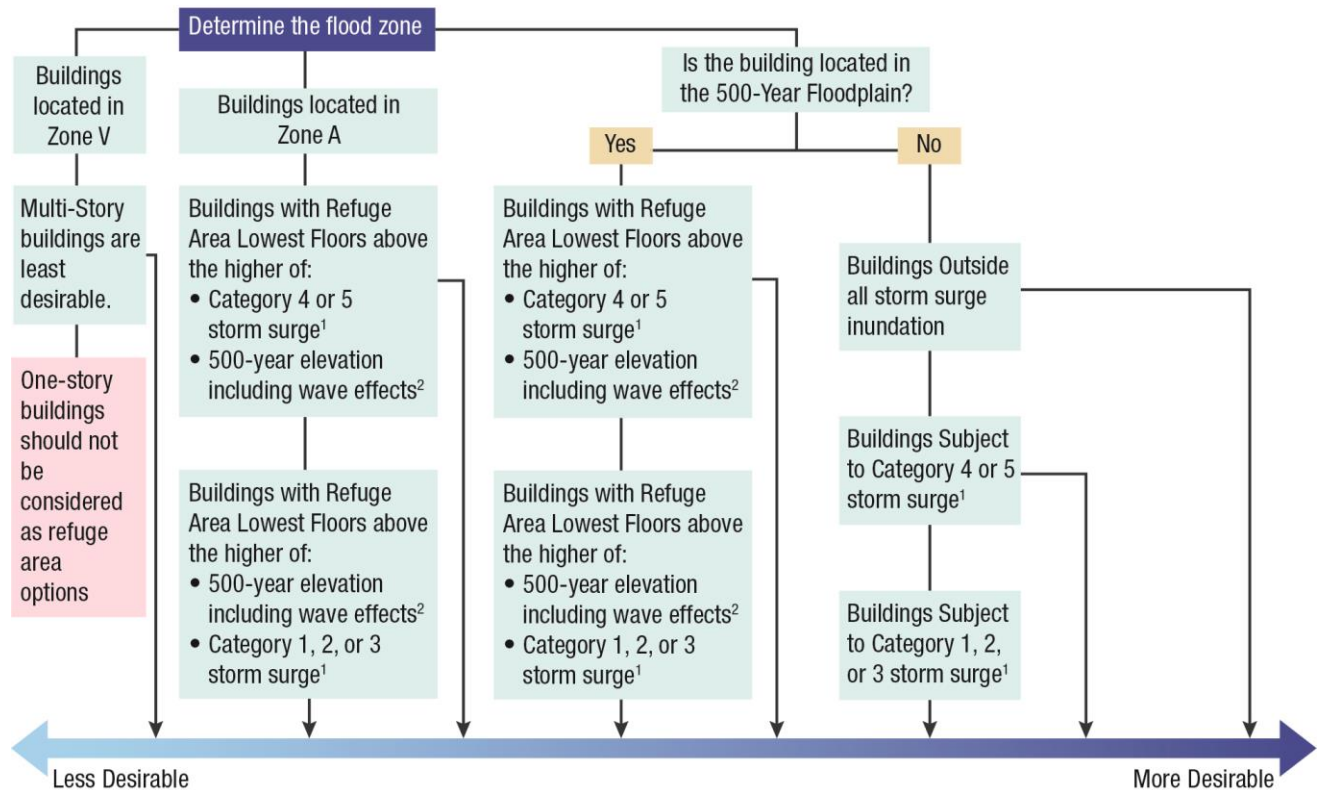 Determine the flood zone
Buildings
located in
Zone V
Multi-Story
buildings are
least
desirable.
One-story
buildings
should not
be
considered
as refuge
area
options
Buildings located in
Zone A
Buildings with Refuge
Area Lowest Floors above
the higher of:
• Category 4 or 5
storm surge¹
• 500-year elevation
including wave effects²
Buildings with Refuge
Area Lowest Floors above
the higher of:
• 500-year elevation
including wave effects²
• Category 1, 2, or 3
storm surge¹
Is the building located in
the 500-Year Floodplain?
Yes
Buildings with Refuge
Area Lowest Floors above
the higher of:
• Category 4 or 5
storm surge¹
• 500-year elevation
including wave effects²
Buildings with Refuge
Area Lowest Floors above
the higher of:
• 500-year elevation
including wave effects²
• Category 1, 2, or 3
storm surge¹
No
Buildings Outside
all storm surge
inundation
Buildings Subject
to Category 4 or 5
storm surge¹
Buildings Subject
to Category 1, 2,
or 3 storm surge¹
Less Desirable
More Desirable